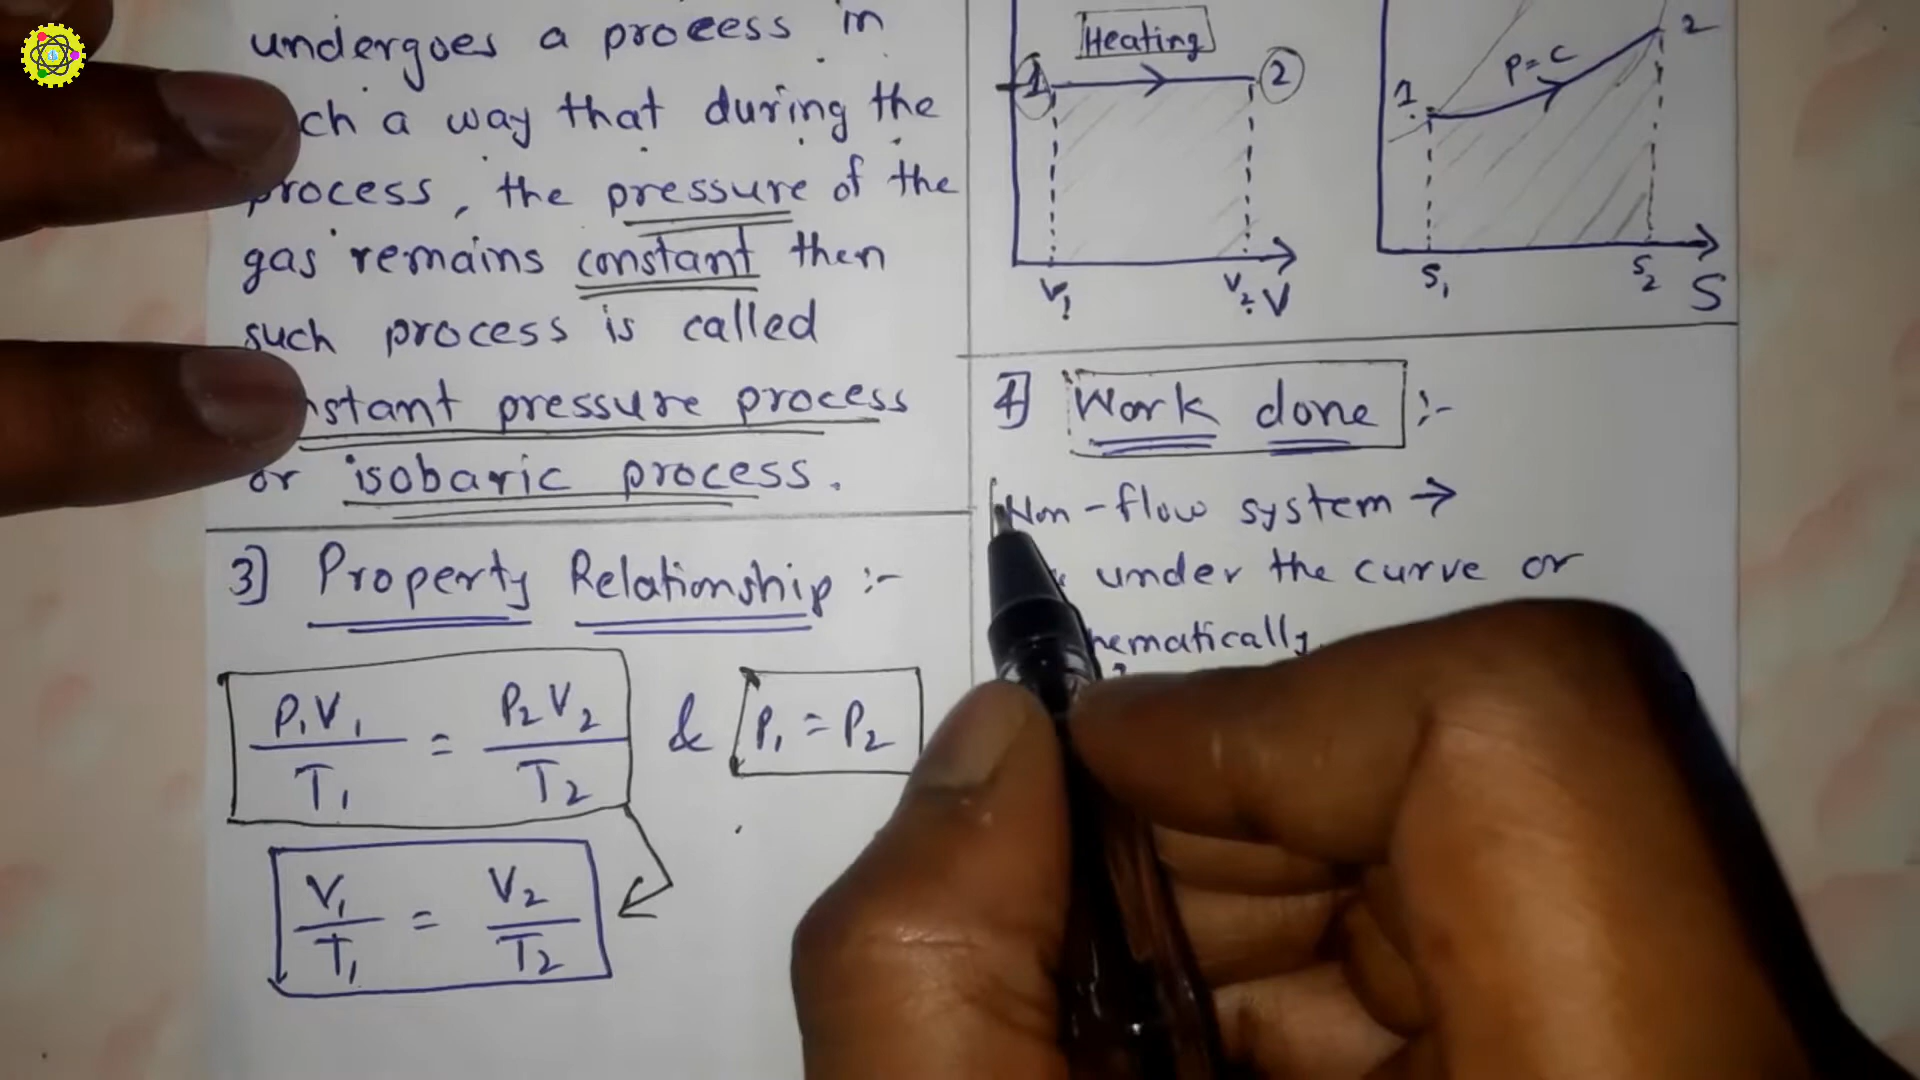 undergoes a process in
ch a way that during the
process, the pressure of the
gas remains constant then
such process is called
nstant pressure process
or isobaric process.
3] Property Relationship :-
P₁V₁ / T₁ = P₂V₂ / T₂ & P₁ = P₂
V₁ / T₁ = V₂ / T₂
Heating
1 2
V₁ V₂ V
1 P=C 2
S₁ S₂ S
4] Work done :-
Non-flow system →
under the curve or
hematically,